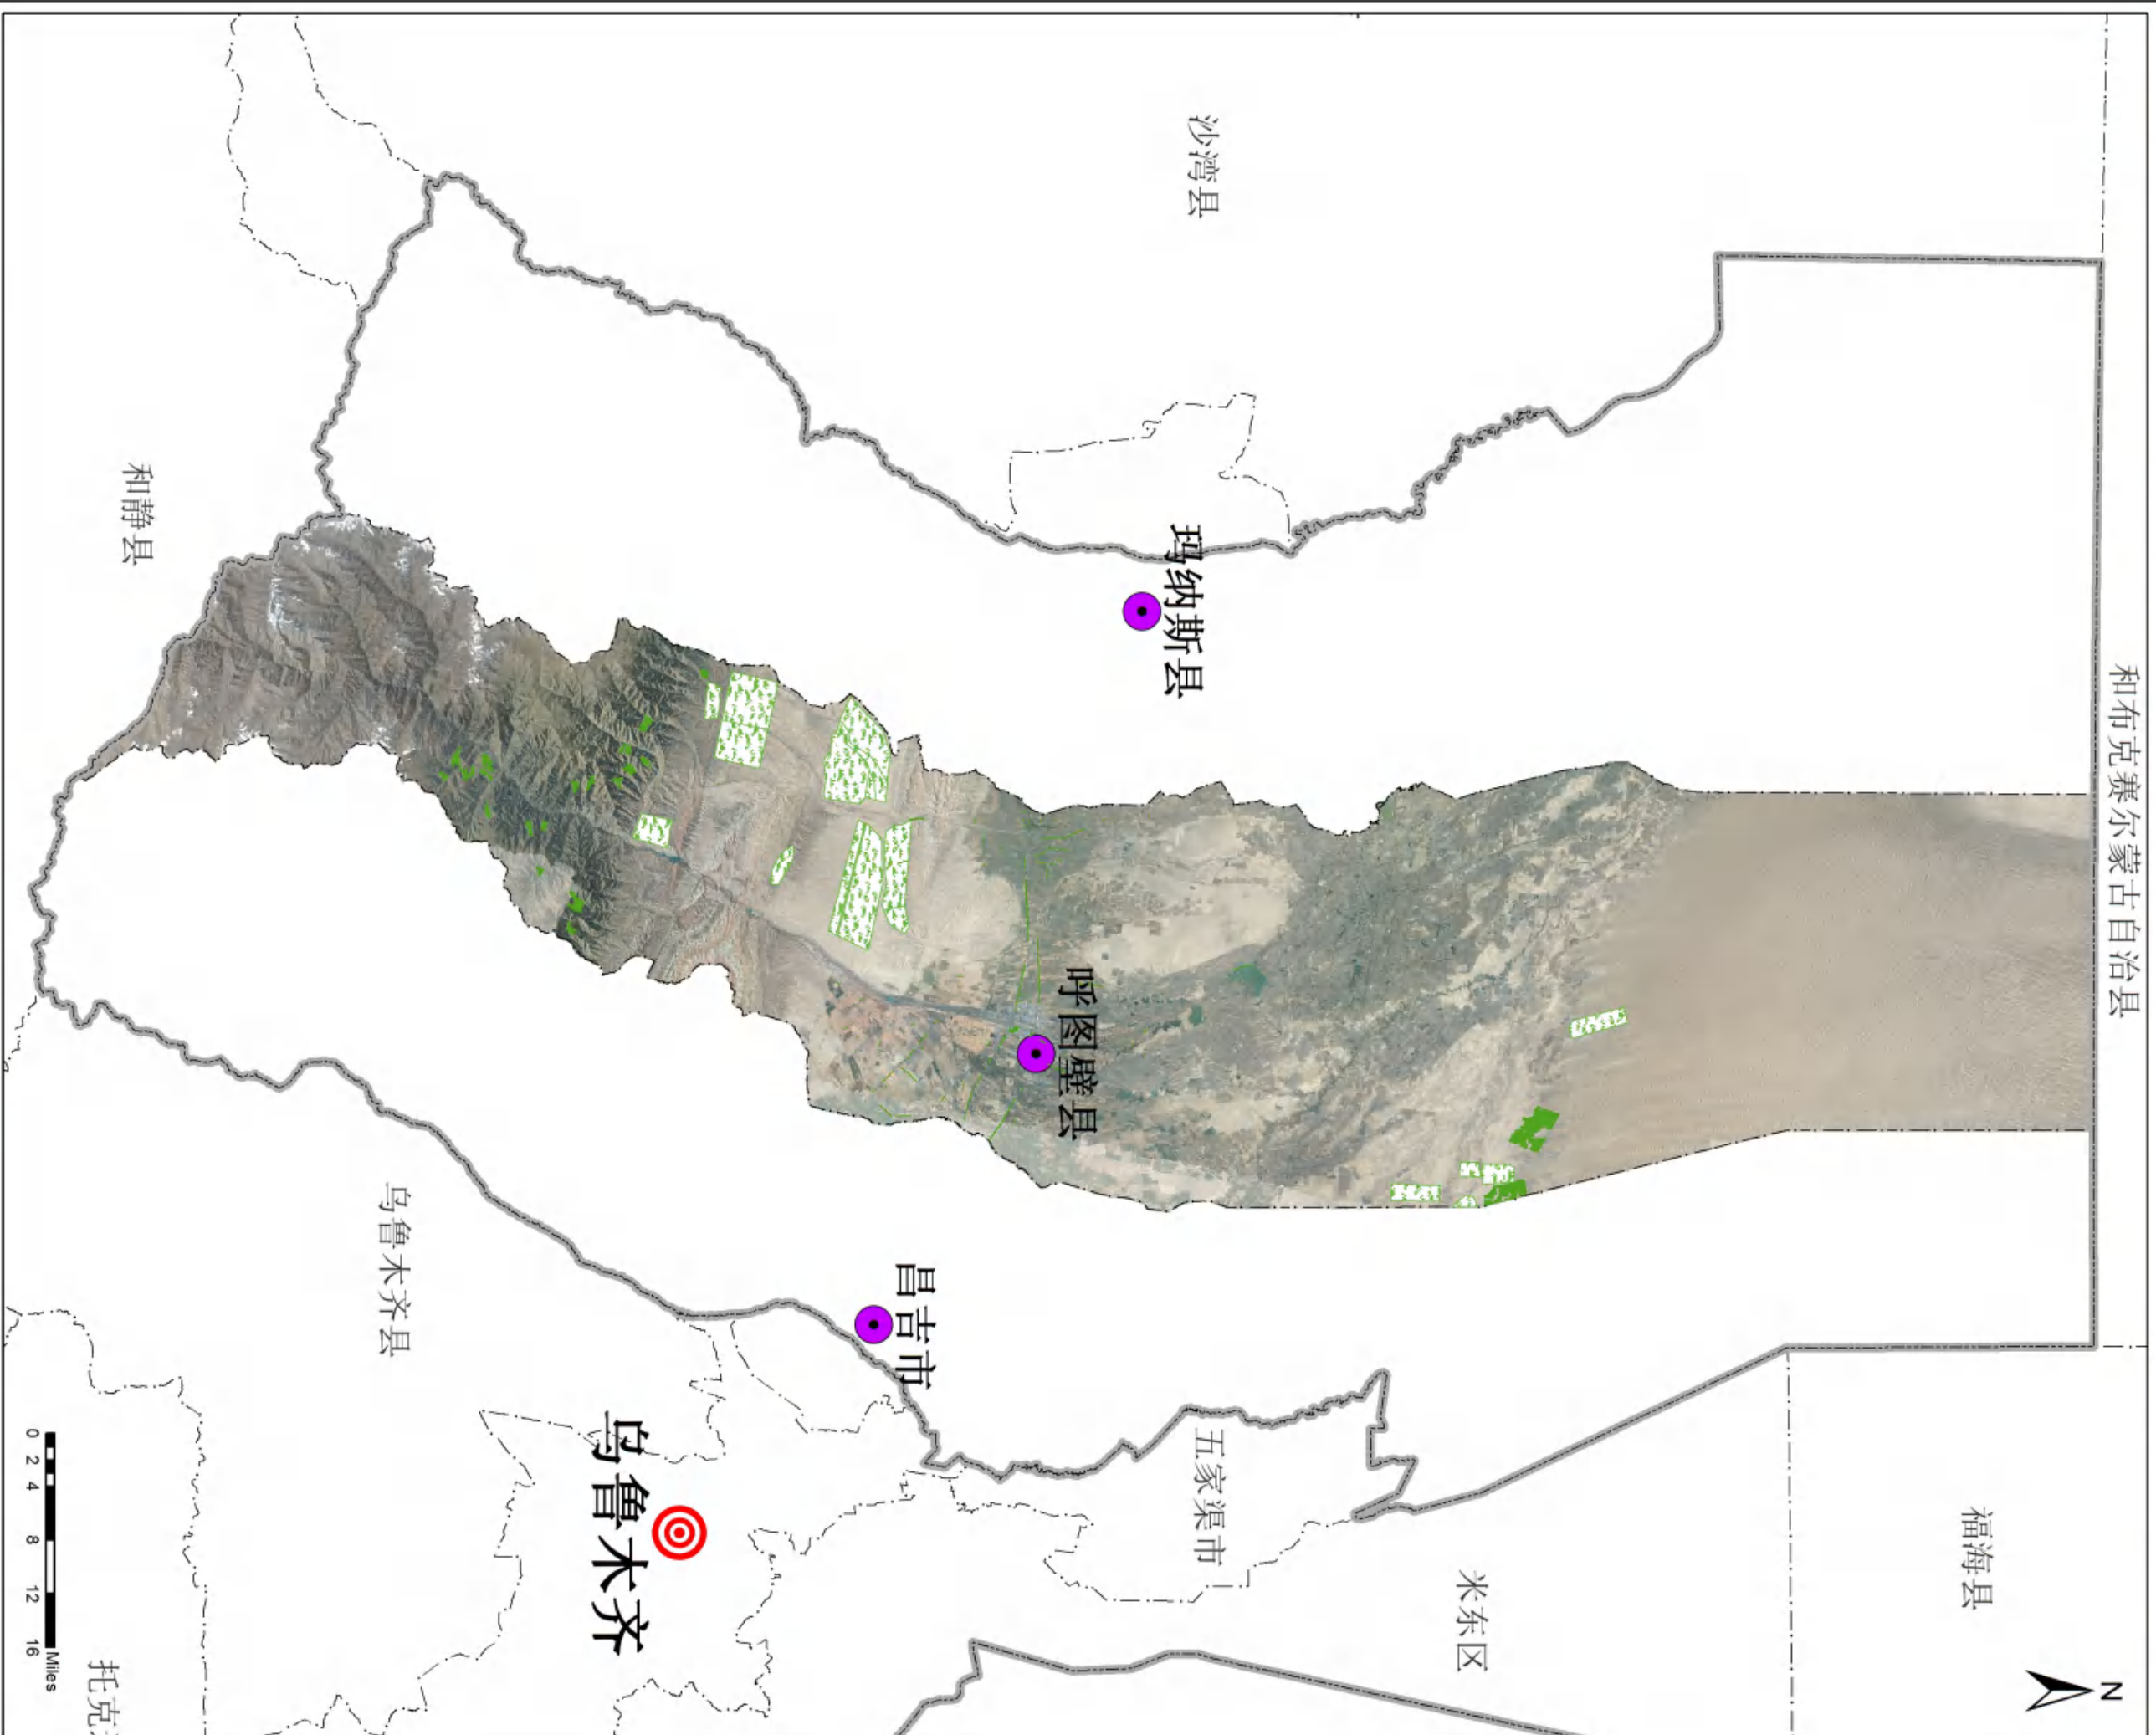 和布克赛尔蒙古自治县
N
福海县
沙湾县
玛纳斯县
米东区
五家渠市
呼图壁县
昌吉市
乌鲁木齐
乌鲁木齐县
和静县
托克
0 2 4 8 12 16
Miles